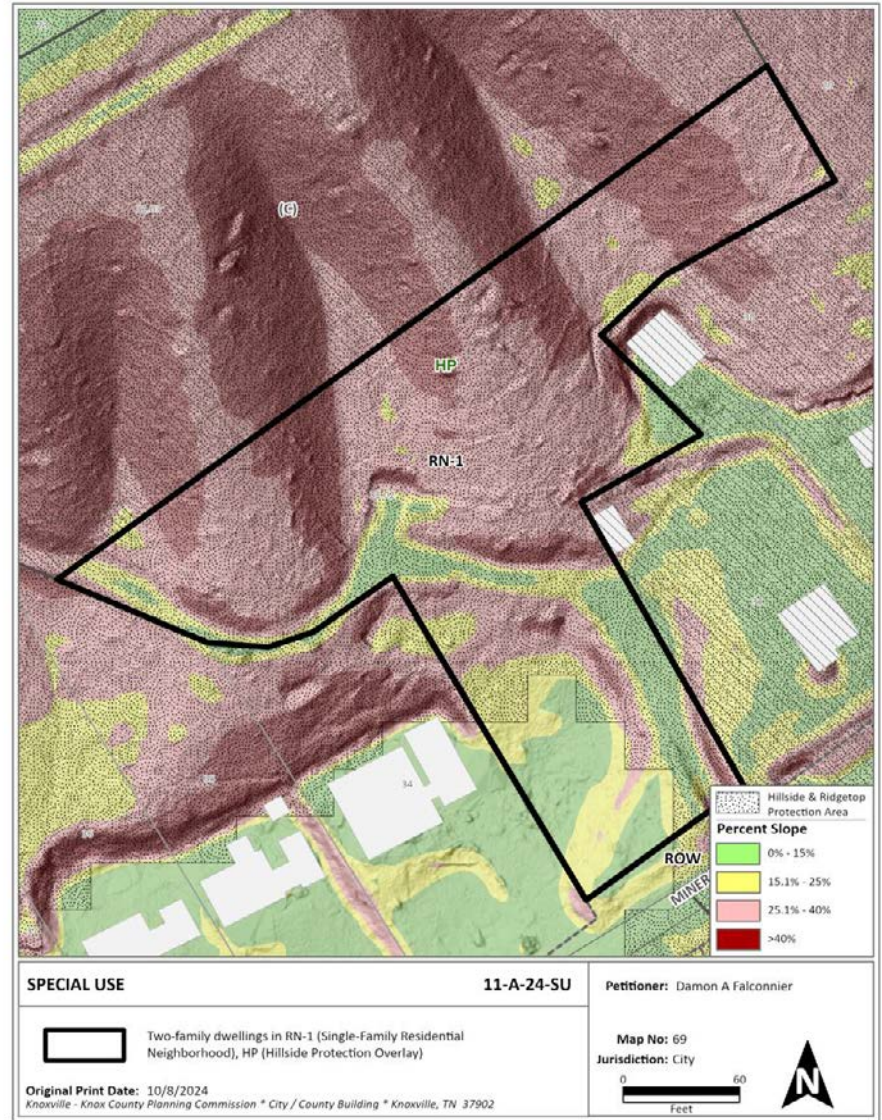 (C)
HP
RN-1
34
ROW
MINER
Hillside & Ridgetop
Protection Area
Percent Slope
0% - 15%
15.1% - 25%
25.1% - 40%
>40%
SPECIAL USE
11-A-24-SU
Petitioner: Damon A Falconnier
Two-family dwellings in RN-1 (Single-Family Residential
Neighborhood), HP (Hillside Protection Overlay)
Map No: 69
Jurisdiction: City
0 60
Feet
N
Original Print Date: 10/8/2024
Knoxville - Knox County Planning Commission * City / County Building * Knoxville, TN 37902